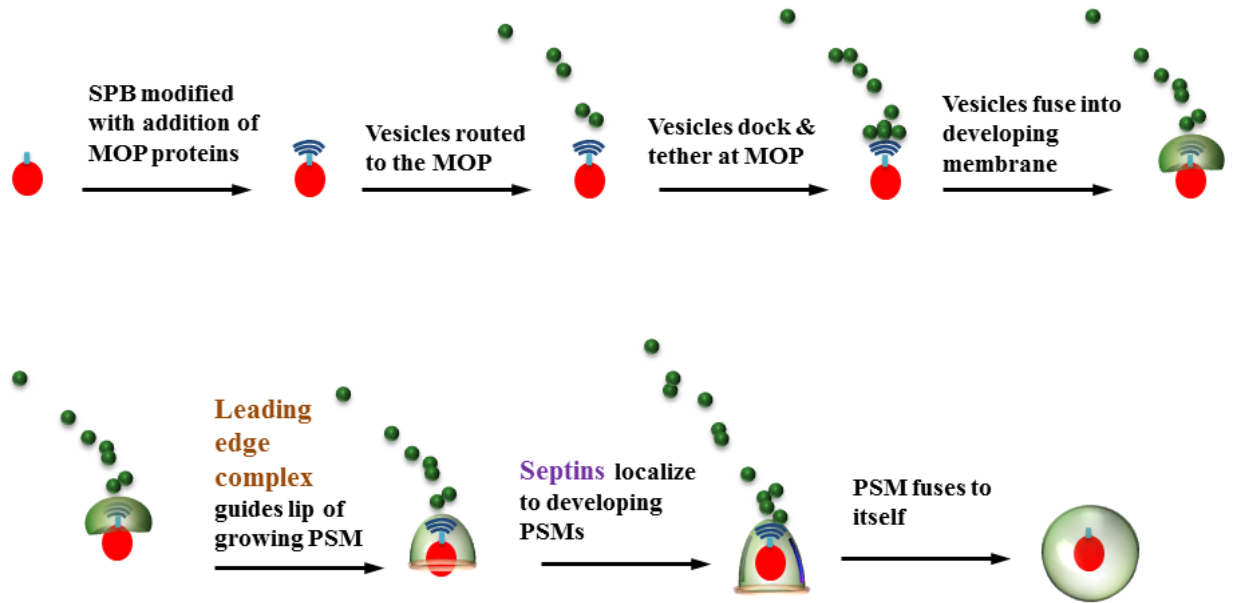 SPB modified
with addition of
MOP proteins
Vesicles routed
to the MOP
Vesicles dock &
tether at MOP
Vesicles fuse into
developing
membrane
Leading
edge
complex
guides lip of
growing PSM
Septins localize
to developing
PSMs
PSM fuses to
itself